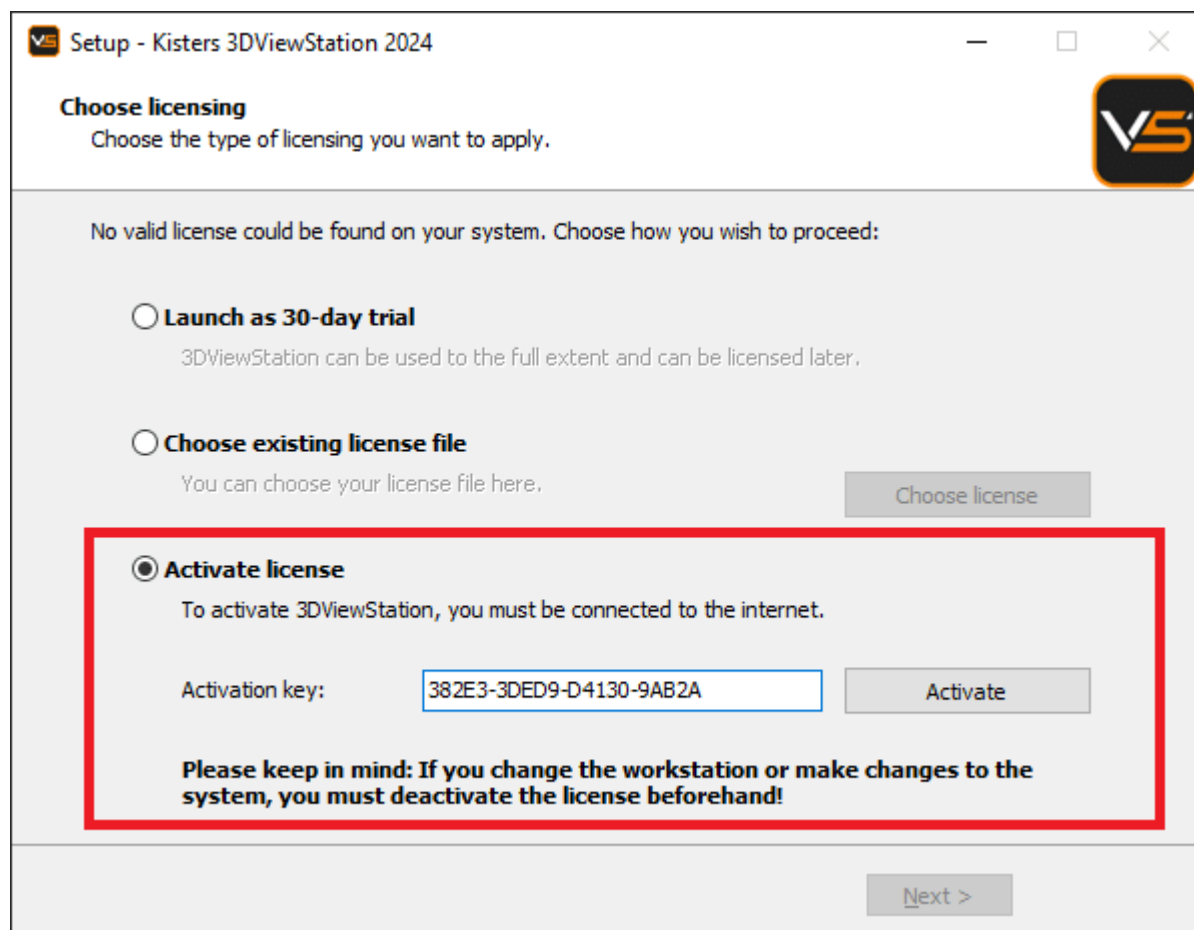 Setup - Kisters 3DViewStation 2024
Choose licensing
Choose the type of licensing you want to apply.
VS
No valid license could be found on your system. Choose how you wish to proceed:
Launch as 30-day trial
3DViewStation can be used to the full extent and can be licensed later.
Choose existing license file
You can choose your license file here.
Choose license
Activate license
To activate 3DViewStation, you must be connected to the internet.
Activation key:
382E3-3DED9-D4130-9AB2A
Activate
Please keep in mind: If you change the workstation or make changes to the
system, you must deactivate the license beforehand!
Next >